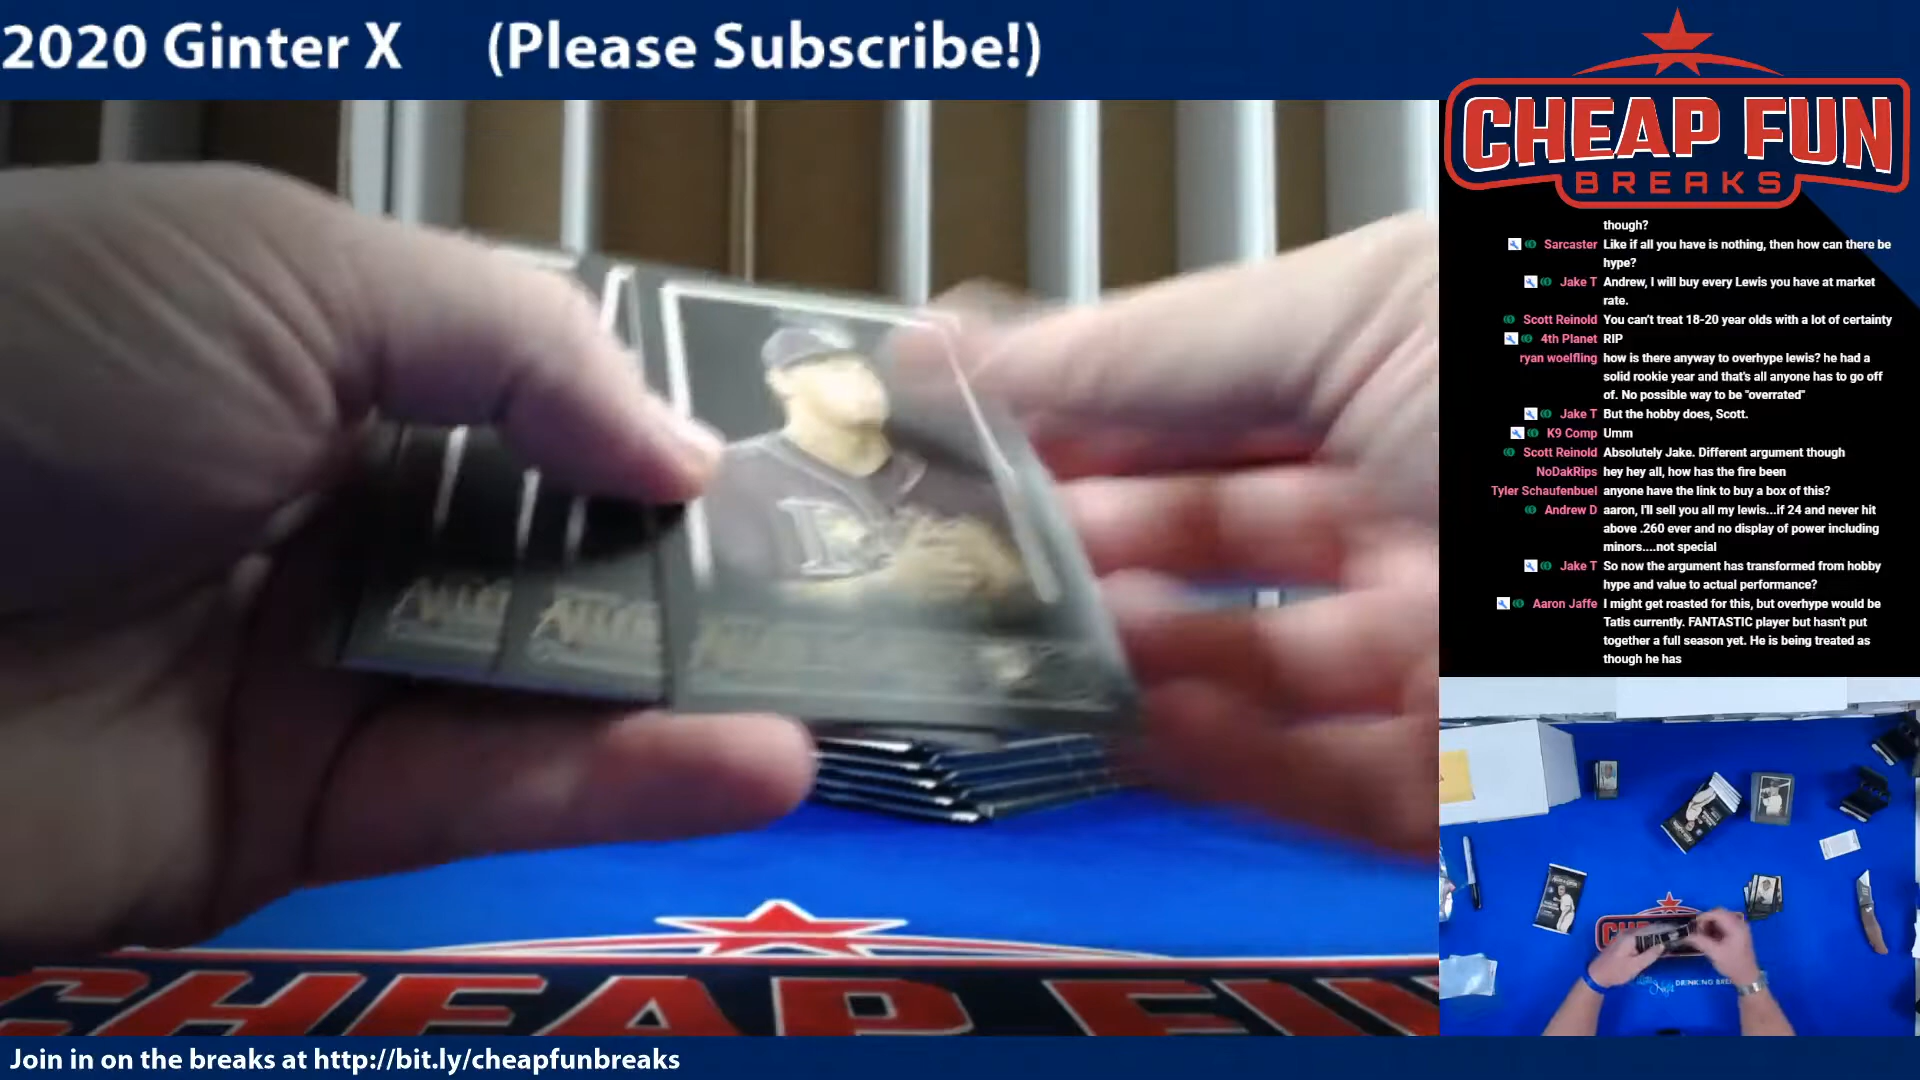 2020 Ginter X (Please Subscribe!)
CHEAP FUN
BREAKS
though?
Sarcaster Like if all you have is nothing, then how can there be
hype?
Jake T Andrew, I will buy every Lewis you have at market
rate.
Scott Reinold You can't treat 18-20 year olds with a lot of certainty
4th Planet RIP
ryan woelfling how is there anyway to overhype lewis? he had a
solid rookie year and that's all anyone has to go off
of. No possible way to be "overrated"
Jake T But the hobby does, Scott.
K9 Comp Umm
Scott Reinold Absolutely Jake. Different argument though
NoDakRips hey hey all, how has the fire been
Tyler Schaufenbuel anyone have the link to buy a box of this?
Andrew D aaron, I'll sell you all my lewis...if 24 and never hit
above .260 ever and no display of power including
minors....not special
Jake T So now the argument has transformed from hobby
hype and value to actual performance?
Aaron Jaffe I might get roasted for this, but overhype would be
Tatis currently. FANTASTIC player but hasn't put
together a full season yet. He is being treated as
though he has
CHEAP FU
Join in on the breaks at http://bit.ly/cheapfunbreaks